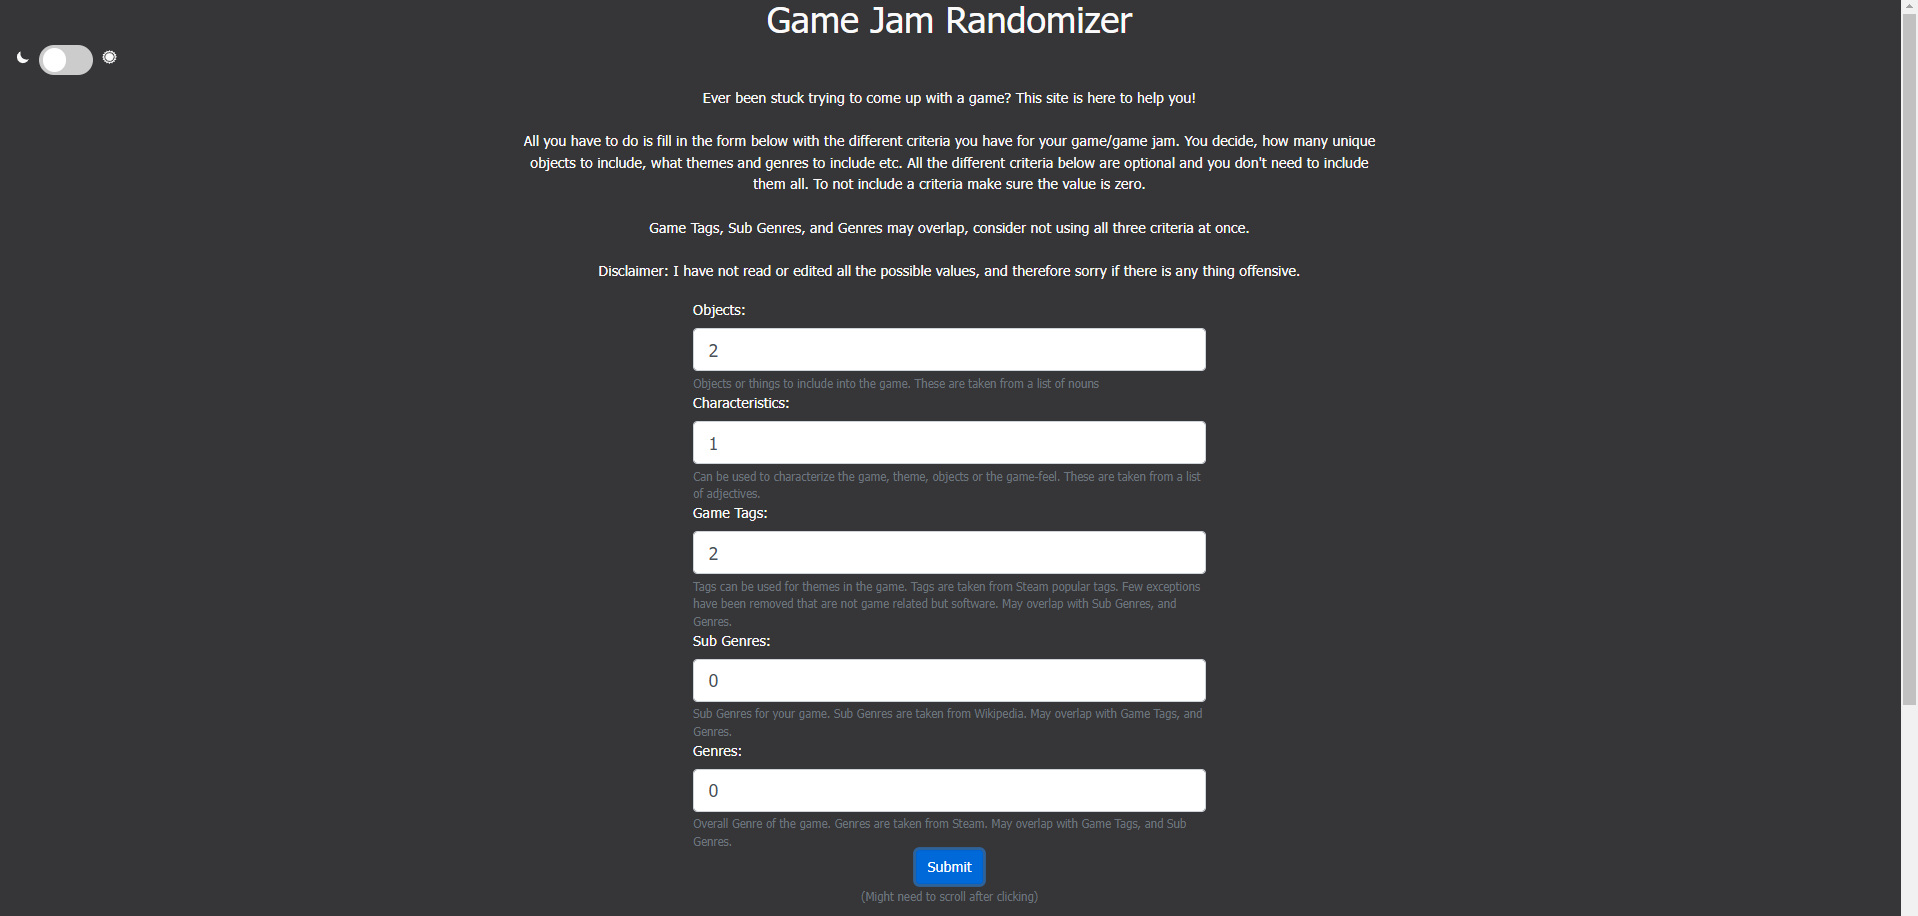 Game Jam Randomizer
Ever been stuck trying to come up with a game? This site is here to help you!
All you have to do is fill in the form below with the different criteria you have for your game/game jam. You decide, how many unique
objects to include, what themes and genres to include etc. All the different criteria below are optional and you don't need to include
them all. To not include a criteria make sure the value is zero.
Game Tags, Sub Genres, and Genres may overlap, consider not using all three criteria at once.
Disclaimer: I have not read or edited all the possible values, and therefore sorry if there is any thing offensive.
Objects:
2
Objects or things to include into the game. These are taken from a list of nouns
Characteristics:
1
Can be used to characterize the game, theme, objects or the game-feel. These are taken from a list
of adjectives.
Game Tags:
2
Tags can be used for themes in the game. Tags are taken from Steam popular tags. Few exceptions
have been removed that are not game related but software. May overlap with Sub Genres, and
Genres.
Sub Genres:
0
Sub Genres for your game. Sub Genres are taken from Wikipedia. May overlap with Game Tags, and
Genres.
Genres:
0
Overall Genre of the game. Genres are taken from Steam. May overlap with Game Tags, and Sub
Genres.
Submit
(Might need to scroll after clicking)